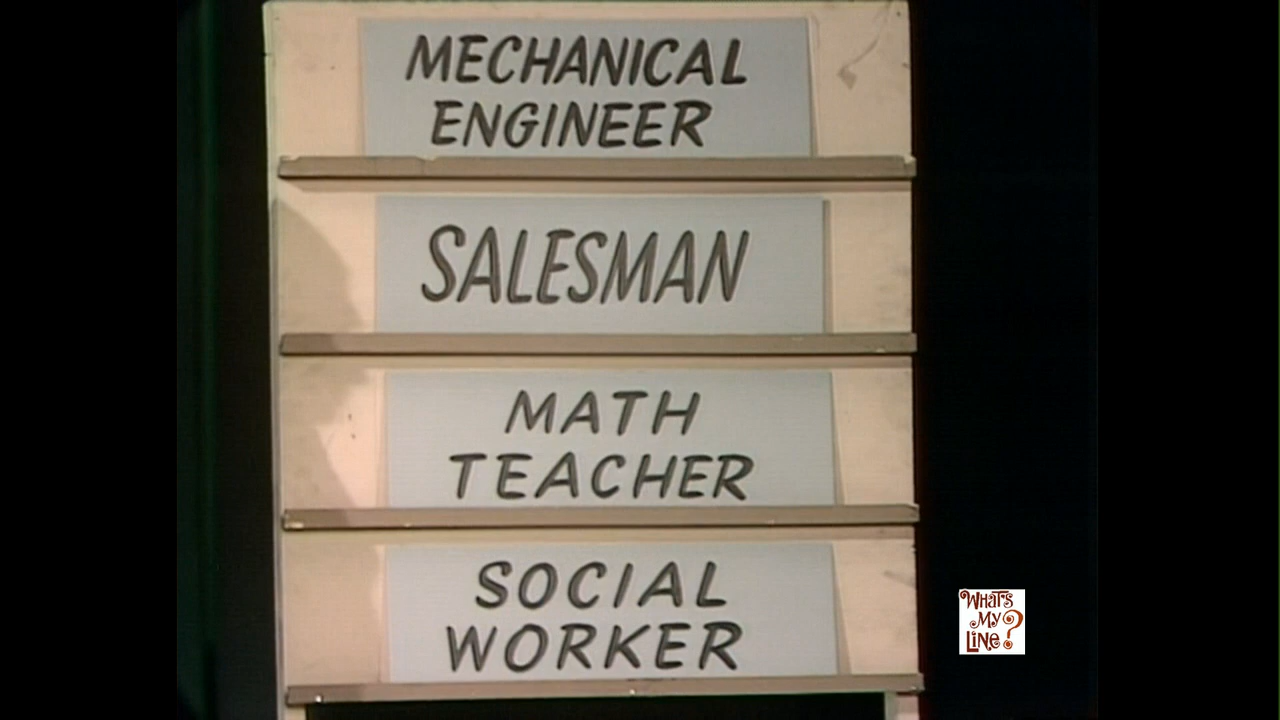 MECHANICAL
ENGINEER
SALESMAN
MATH
TEACHER
SOCIAL
WORKER
WHAT'S
MY
LINE?